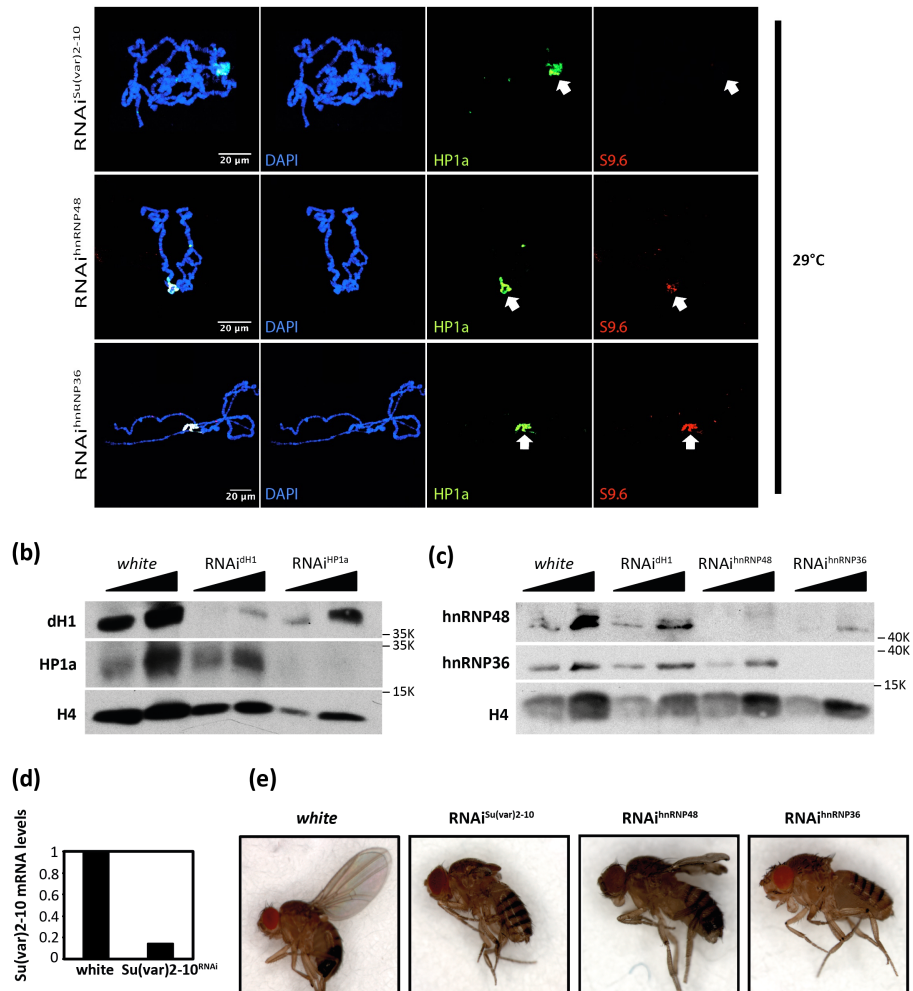 RNAiSu(var)2-10
20 µm
DAPI
HP1a
S9.6
RNAihnRNP48
20 µm
DAPI
HP1a
S9.6
29°C
RNAihnRNP36
20 µm
DAPI
HP1a
S9.6
(b)
white RNAidH1 RNAiHP1a
dH1
35K
35K
HP1a
15K
H4
(c)
white RNAidH1 RNAihnRNP48 RNAihnRNP36
hnRNP48
40K
40K
hnRNP36
15K
H4
(d)
Su(var)2-10 mRNA levels
1
0.8
0.6
0.4
0.2
0
white Su(var)2-10RNAi
(e)
white RNAiSu(var)2-10 RNAihnRNP48 RNAihnRNP36